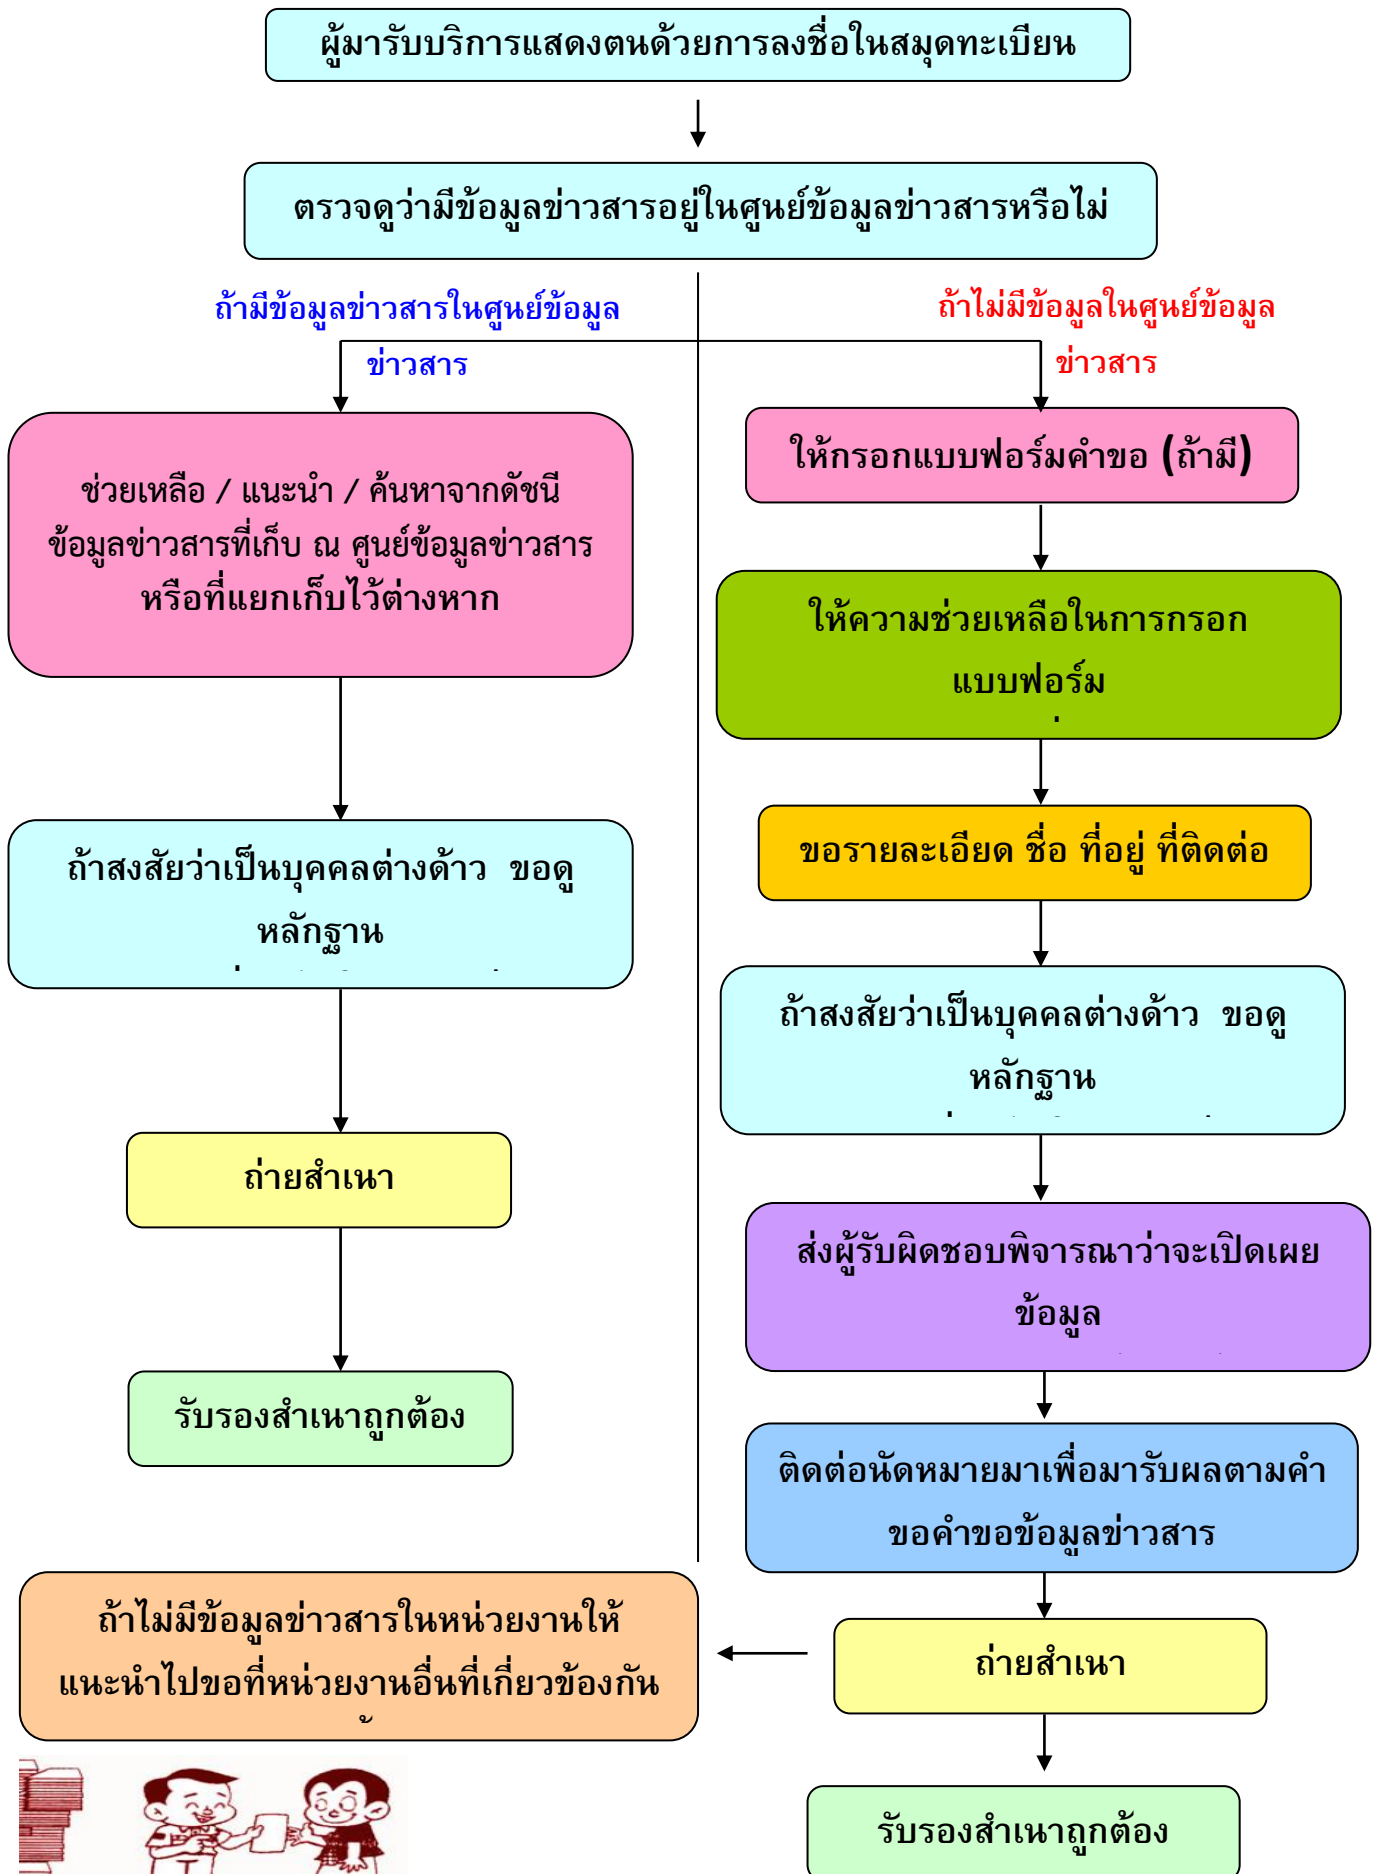 ผู้มารับบริการแสดงตนด้วยการลงชื่อในสมุดทะเบียน
ตรวจดูว่ามีข้อมูลข่าวสารอยู่ในศูนย์ข้อมูลข่าวสารหรือไม่
ถ้ามีข้อมูลข่าวสารในศูนย์ข้อมูล
ข่าวสาร
ช่วยเหลือ / แนะนำ / ค้นหาจากดัชนี
ข้อมูลข่าวสารที่เก็บ ณ ศูนย์ข้อมูลข่าวสาร
หรือที่แยกเก็บไว้ต่างหาก
ถ้าสงสัยว่าเป็นบุคคลต่างด้าว ขอดู
หลักฐาน
ถ่ายสำเนา
รับรองสำเนาถูกต้อง
ถ้าไม่มีข้อมูลในศูนย์ข้อมูล
ข่าวสาร
ให้กรอกแบบฟอร์มคำขอ (ถ้ามี)
ให้ความช่วยเหลือในการกรอก
แบบฟอร์ม
ขอรายละเอียด ชื่อ ที่อยู่ ที่ติดต่อ
ถ้าสงสัยว่าเป็นบุคคลต่างด้าว ขอดู
หลักฐาน
ส่งผู้รับผิดชอบพิจารณาว่าจะเปิดเผย
ข้อมูล
ติดต่อนัดหมายมาเพื่อมารับผลตามคำ
ขอคำขอข้อมูลข่าวสาร
ถ่ายสำเนา
รับรองสำเนาถูกต้อง
ถ้าไม่มีข้อมูลข่าวสารในหน่วยงานให้
แนะนำไปขอที่หน่วยงานอื่นที่เกี่ยวข้องกัน